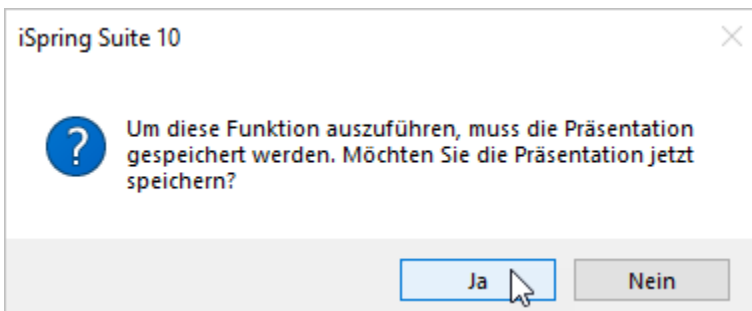 iSpring Suite 10
Um diese Funktion auszuführen, muss die Präsentation
gespeichert werden. Möchten Sie die Präsentation jetzt
speichern?
Ja
Nein